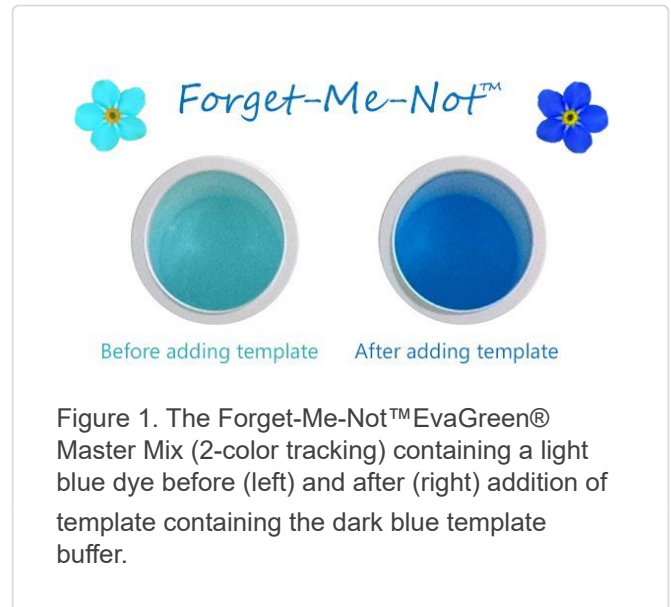 Forget-Me-Not™
Before adding template
After adding template
Figure 1. The Forget-Me-Not™EvaGreen®
Master Mix (2-color tracking) containing a light
blue dye before (left) and after (right) addition of
template containing the dark blue template
buffer.